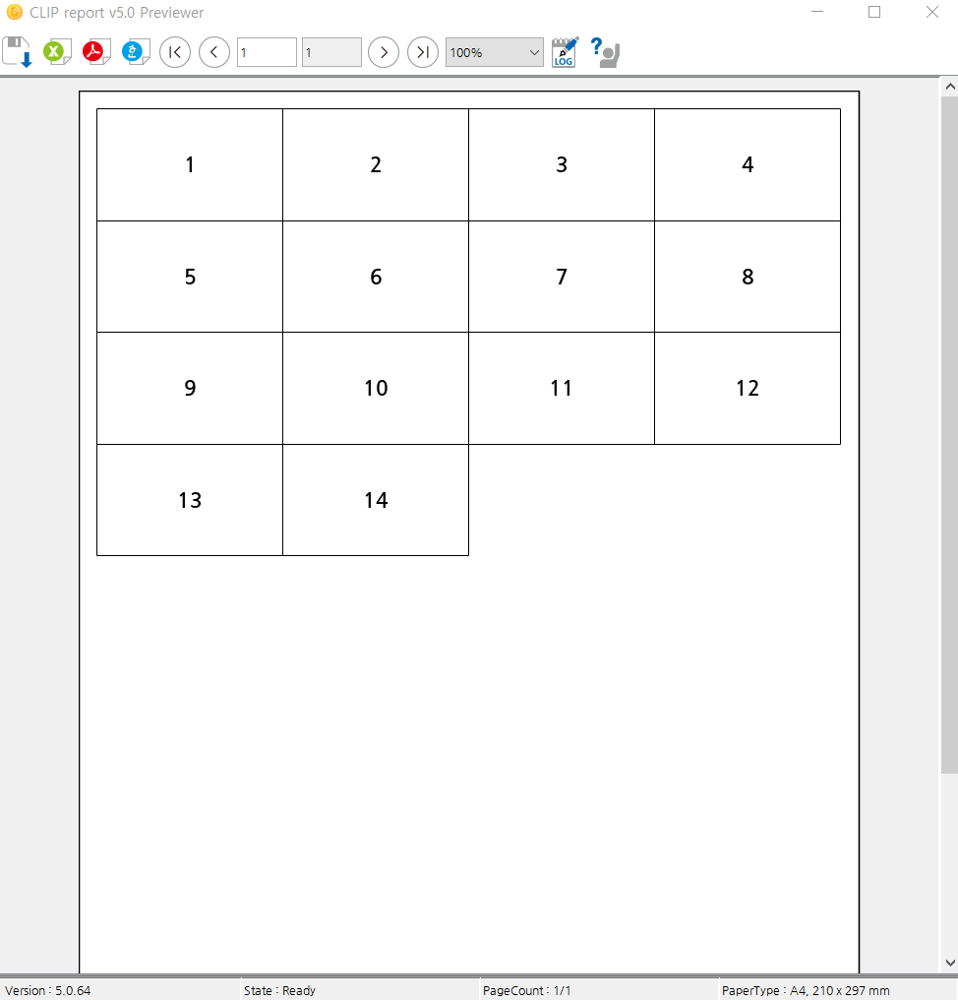 CLIP report v5.0 Previewer
1 1 100% LOG ?
1 2 3 4
5 6 7 8
9 10 11 12
13 14
Version : 5.0.64 State : Ready PageCount : 1/1 PaperType : A4, 210 x 297 mm